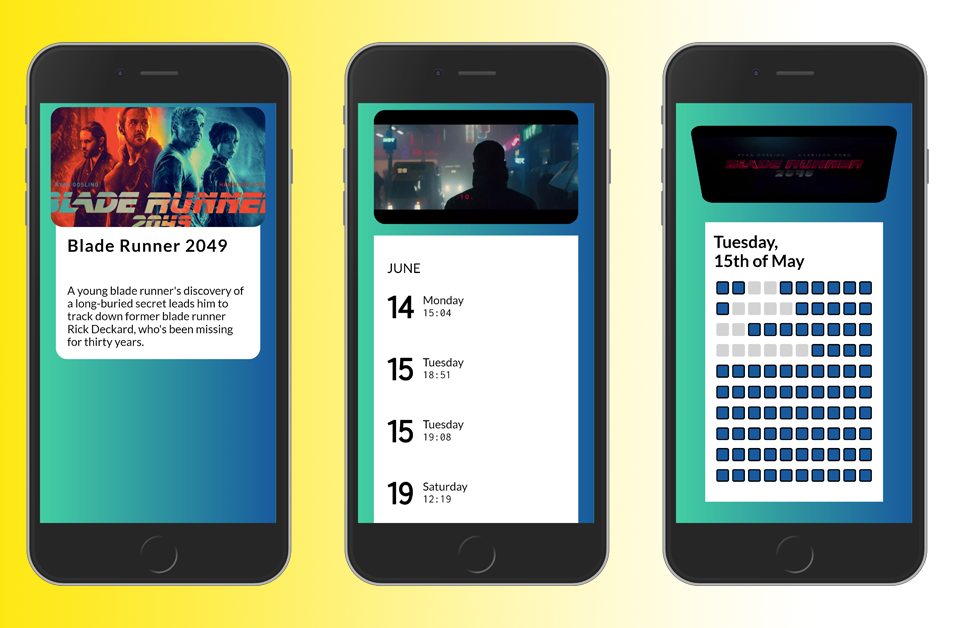 RYAN GOSLING
BLADE RUNNER
2049
Blade Runner 2049
A young blade runner's discovery of
a long-buried secret leads him to
track down former blade runner
Rick Deckard, who's been missing
for thirty years.
JUNE
14 Monday
15:04
15 Tuesday
18:51
15 Tuesday
19:08
19 Saturday
12:19
RYAN GOSLING HARRISON FORD
BLADE RUNNER
2049
Tuesday,
15th of May